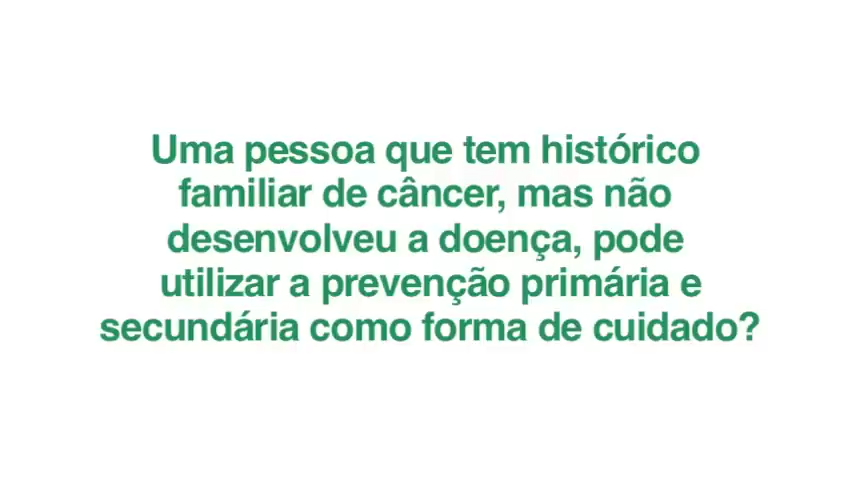 Uma pessoa que tem histórico
familiar de câncer, mas não
desenvolveu a doença, pode
utilizar a prevenção primária e
secundária como forma de cuidado?